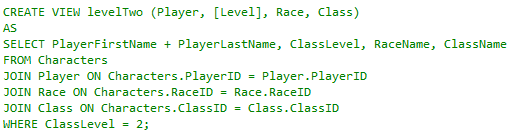 CREATE VIEW levelTwo (Player, [Level], Race, Class)
AS
SELECT PlayerFirstName + PlayerLastName, ClassLevel, RaceName, ClassName
FROM Characters
JOIN Player ON Characters.PlayerID = Player.PlayerID
JOIN Race ON Characters.RaceID = Race.RaceID
JOIN Class ON Characters.ClassID = Class.ClassID
WHERE ClassLevel = 2;